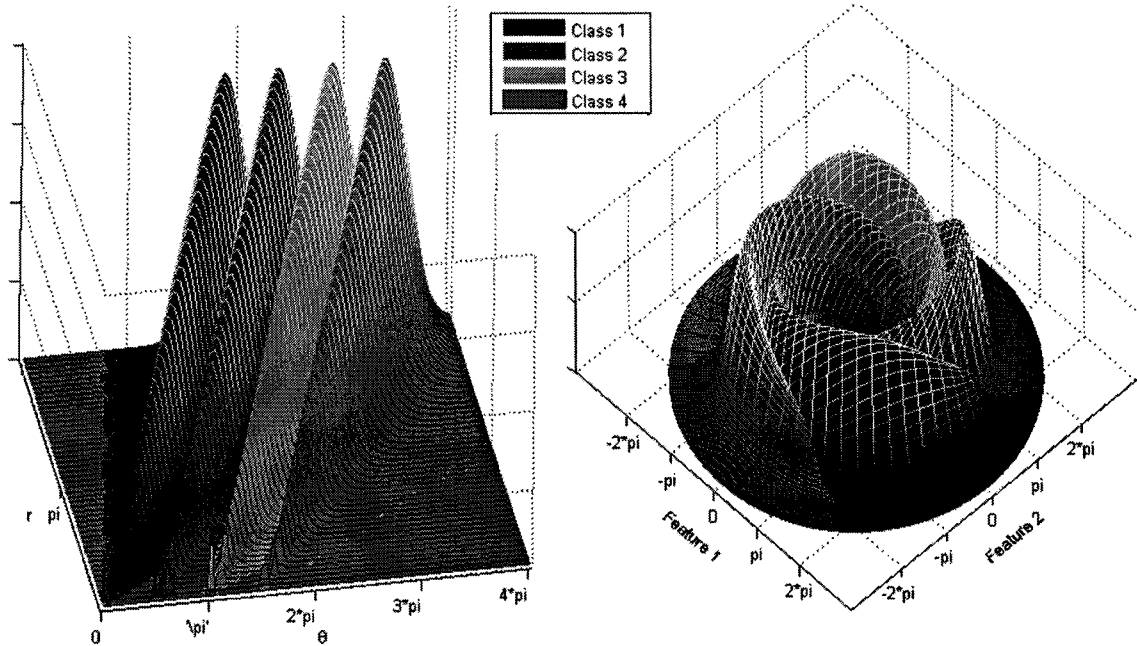 Class 1
Class 2
Class 3
Class 4
r pi
0
'\pi'
2*pi
3*pi
4*pi
θ
-2*pi
-pi
0
pi
2*pi
Feature 1
-2*pi
-pi
0
pi
2*pi
Feature 2